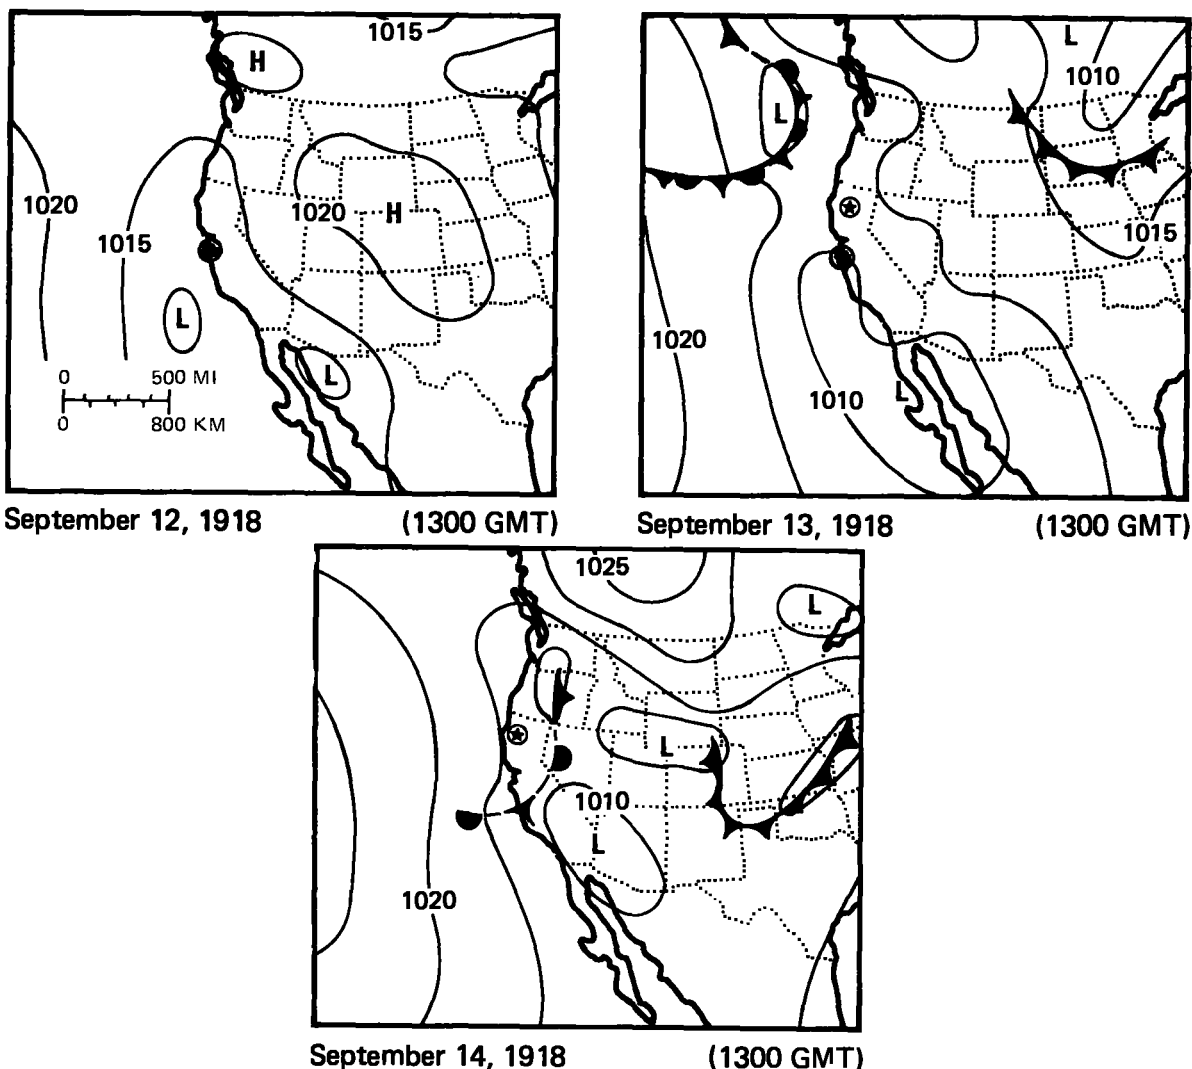 1015
H
1020
1020
H
1015
L
L
0 500 MI
0 800 KM
September 12, 1918 (1300 GMT)
L
1010
L
1015
1020
1010
L
September 13, 1918 (1300 GMT)
1025
L
L
1010
L
1020
September 14, 1918 (1300 GMT)